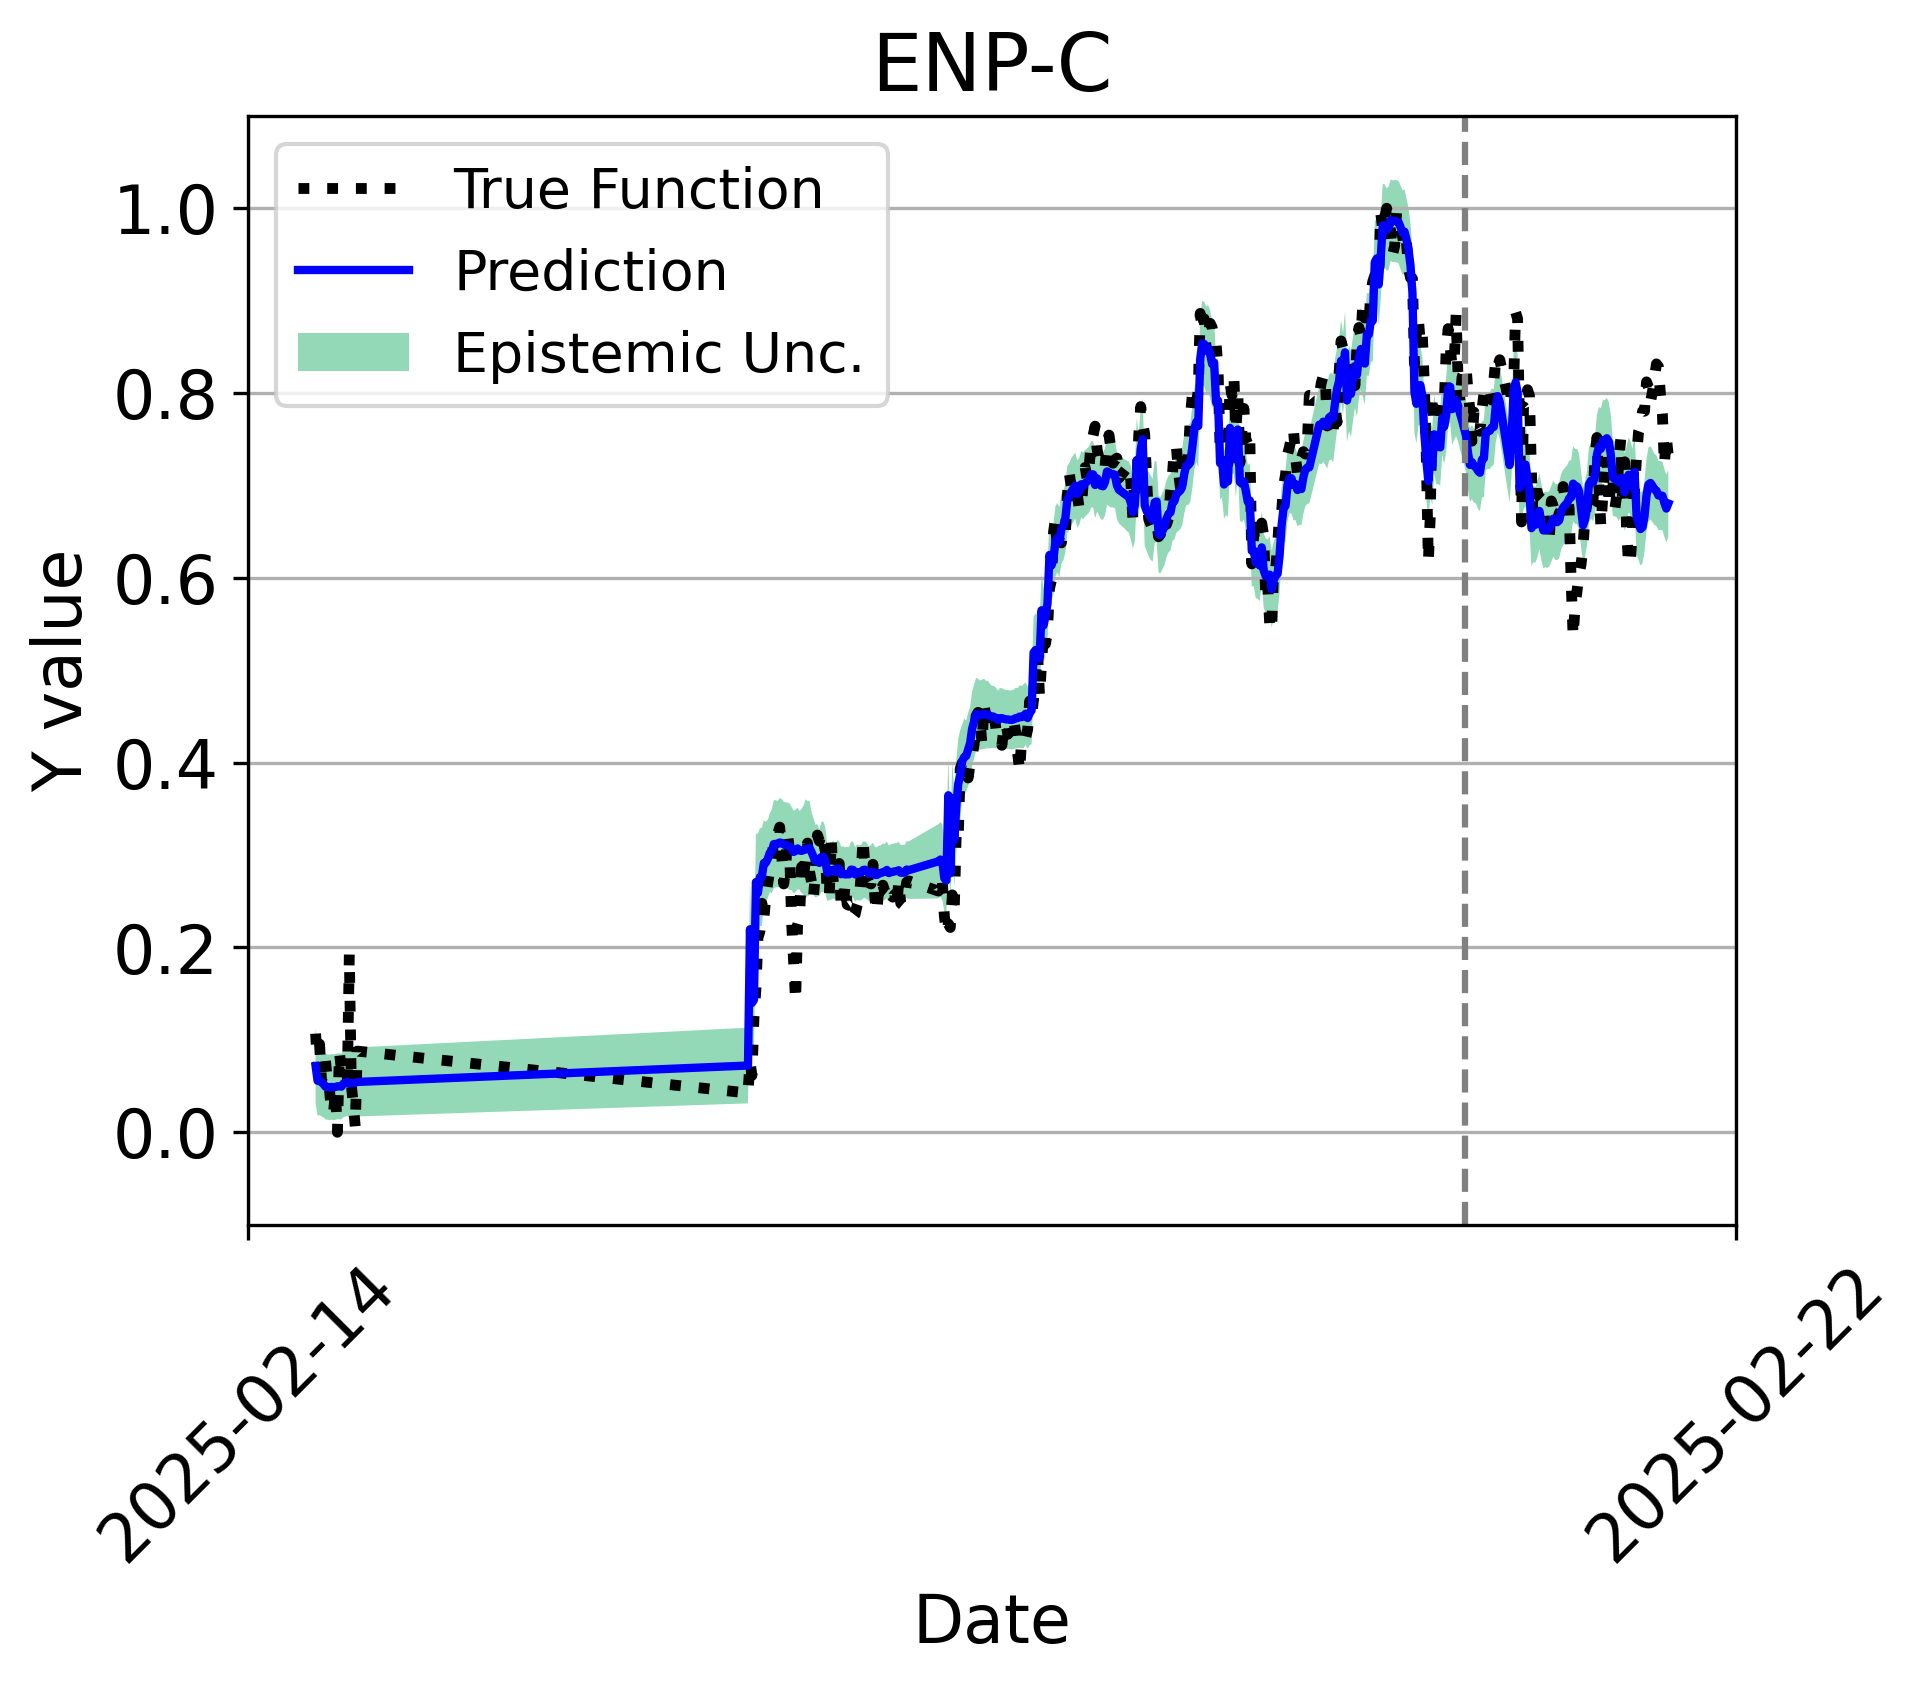 ENP-C
True Function
Prediction
Epistemic Unc.
Y value
1.0
0.8
0.6
0.4
0.2
0.0
2025-02-14
2025-02-22
Date